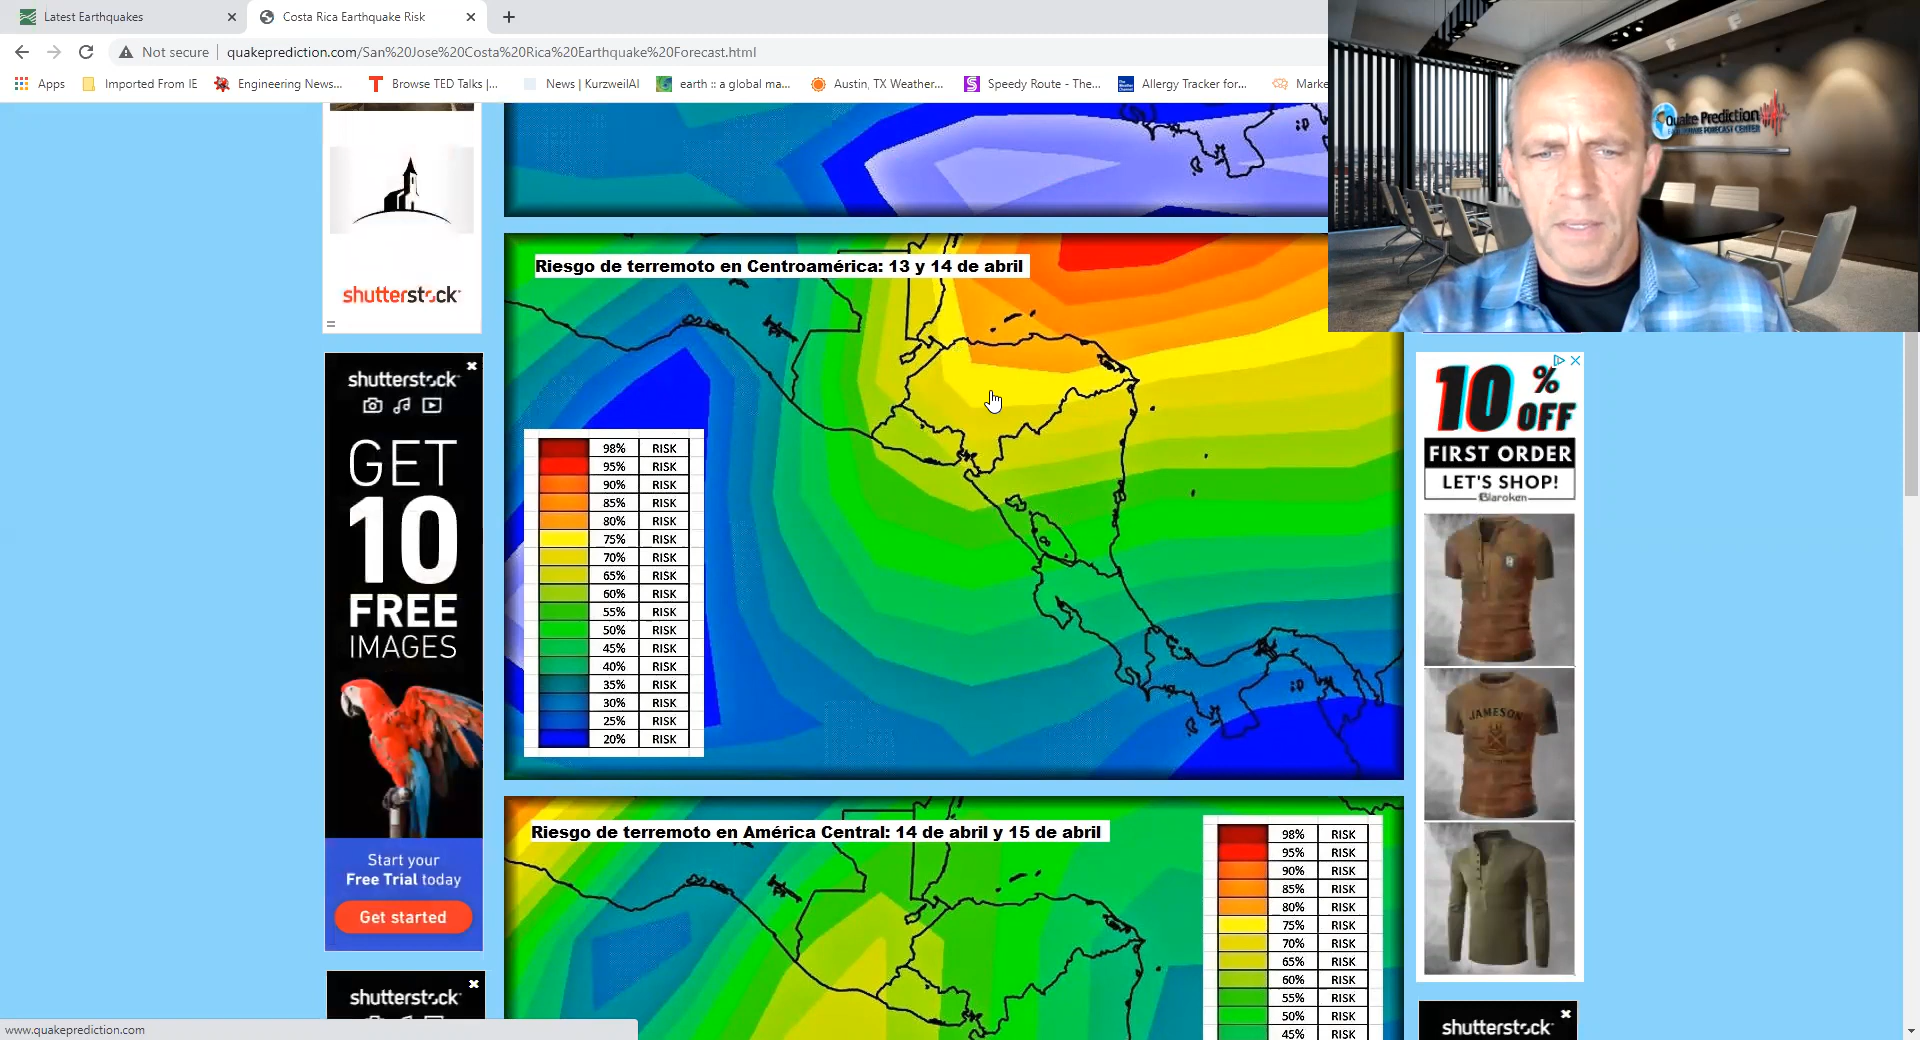 Latest Earthquakes
Costa Rica Earthquake Risk
Not secure
quakeprediction.com/San%20Jose%20Costa%20Rica%20Earthquake%20Forecast.html
Apps
Imported From IE
Engineering News...
Browse TED Talks |...
News | KurzweilAI
earth :: a global ma...
Austin, TX Weather...
Speedy Route - The...
Allergy Tracker for...
Marke
Quake Prediction
EARTHQUAKE FORECAST CENTER
shutterstock
Riesgo de terremoto en Centroamérica: 13 y 14 de abril
98% RISK
95% RISK
90% RISK
85% RISK
80% RISK
75% RISK
70% RISK
65% RISK
60% RISK
55% RISK
50% RISK
45% RISK
40% RISK
35% RISK
30% RISK
25% RISK
20% RISK
shutterstock
GET
10
FREE
IMAGES
Start your
Free Trial today
Get started
10 %
OFF
FIRST ORDER
LET'S SHOP!
Blaroken
JAMESON
Riesgo de terremoto en América Central: 14 de abril y 15 de abril
98% RISK
95% RISK
90% RISK
85% RISK
80% RISK
75% RISK
70% RISK
65% RISK
60% RISK
55% RISK
50% RISK
45% RISK
shutterstock
shutterstock
www.quakeprediction.com